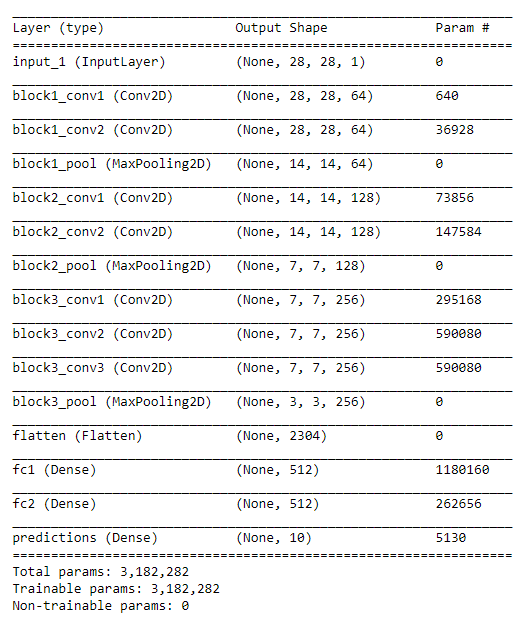 Layer (type) Output Shape Param #
input_1 (InputLayer) (None, 28, 28, 1) 0
block1_conv1 (Conv2D) (None, 28, 28, 64) 640
block1_conv2 (Conv2D) (None, 28, 28, 64) 36928
block1_pool (MaxPooling2D) (None, 14, 14, 64) 0
block2_conv1 (Conv2D) (None, 14, 14, 128) 73856
block2_conv2 (Conv2D) (None, 14, 14, 128) 147584
block2_pool (MaxPooling2D) (None, 7, 7, 128) 0
block3_conv1 (Conv2D) (None, 7, 7, 256) 295168
block3_conv2 (Conv2D) (None, 7, 7, 256) 590080
block3_conv3 (Conv2D) (None, 7, 7, 256) 590080
block3_pool (MaxPooling2D) (None, 3, 3, 256) 0
flatten (Flatten) (None, 2304) 0
fc1 (Dense) (None, 512) 1180160
fc2 (Dense) (None, 512) 262656
predictions (Dense) (None, 10) 5130
Total params: 3,182,282
Trainable params: 3,182,282
Non-trainable params: 0